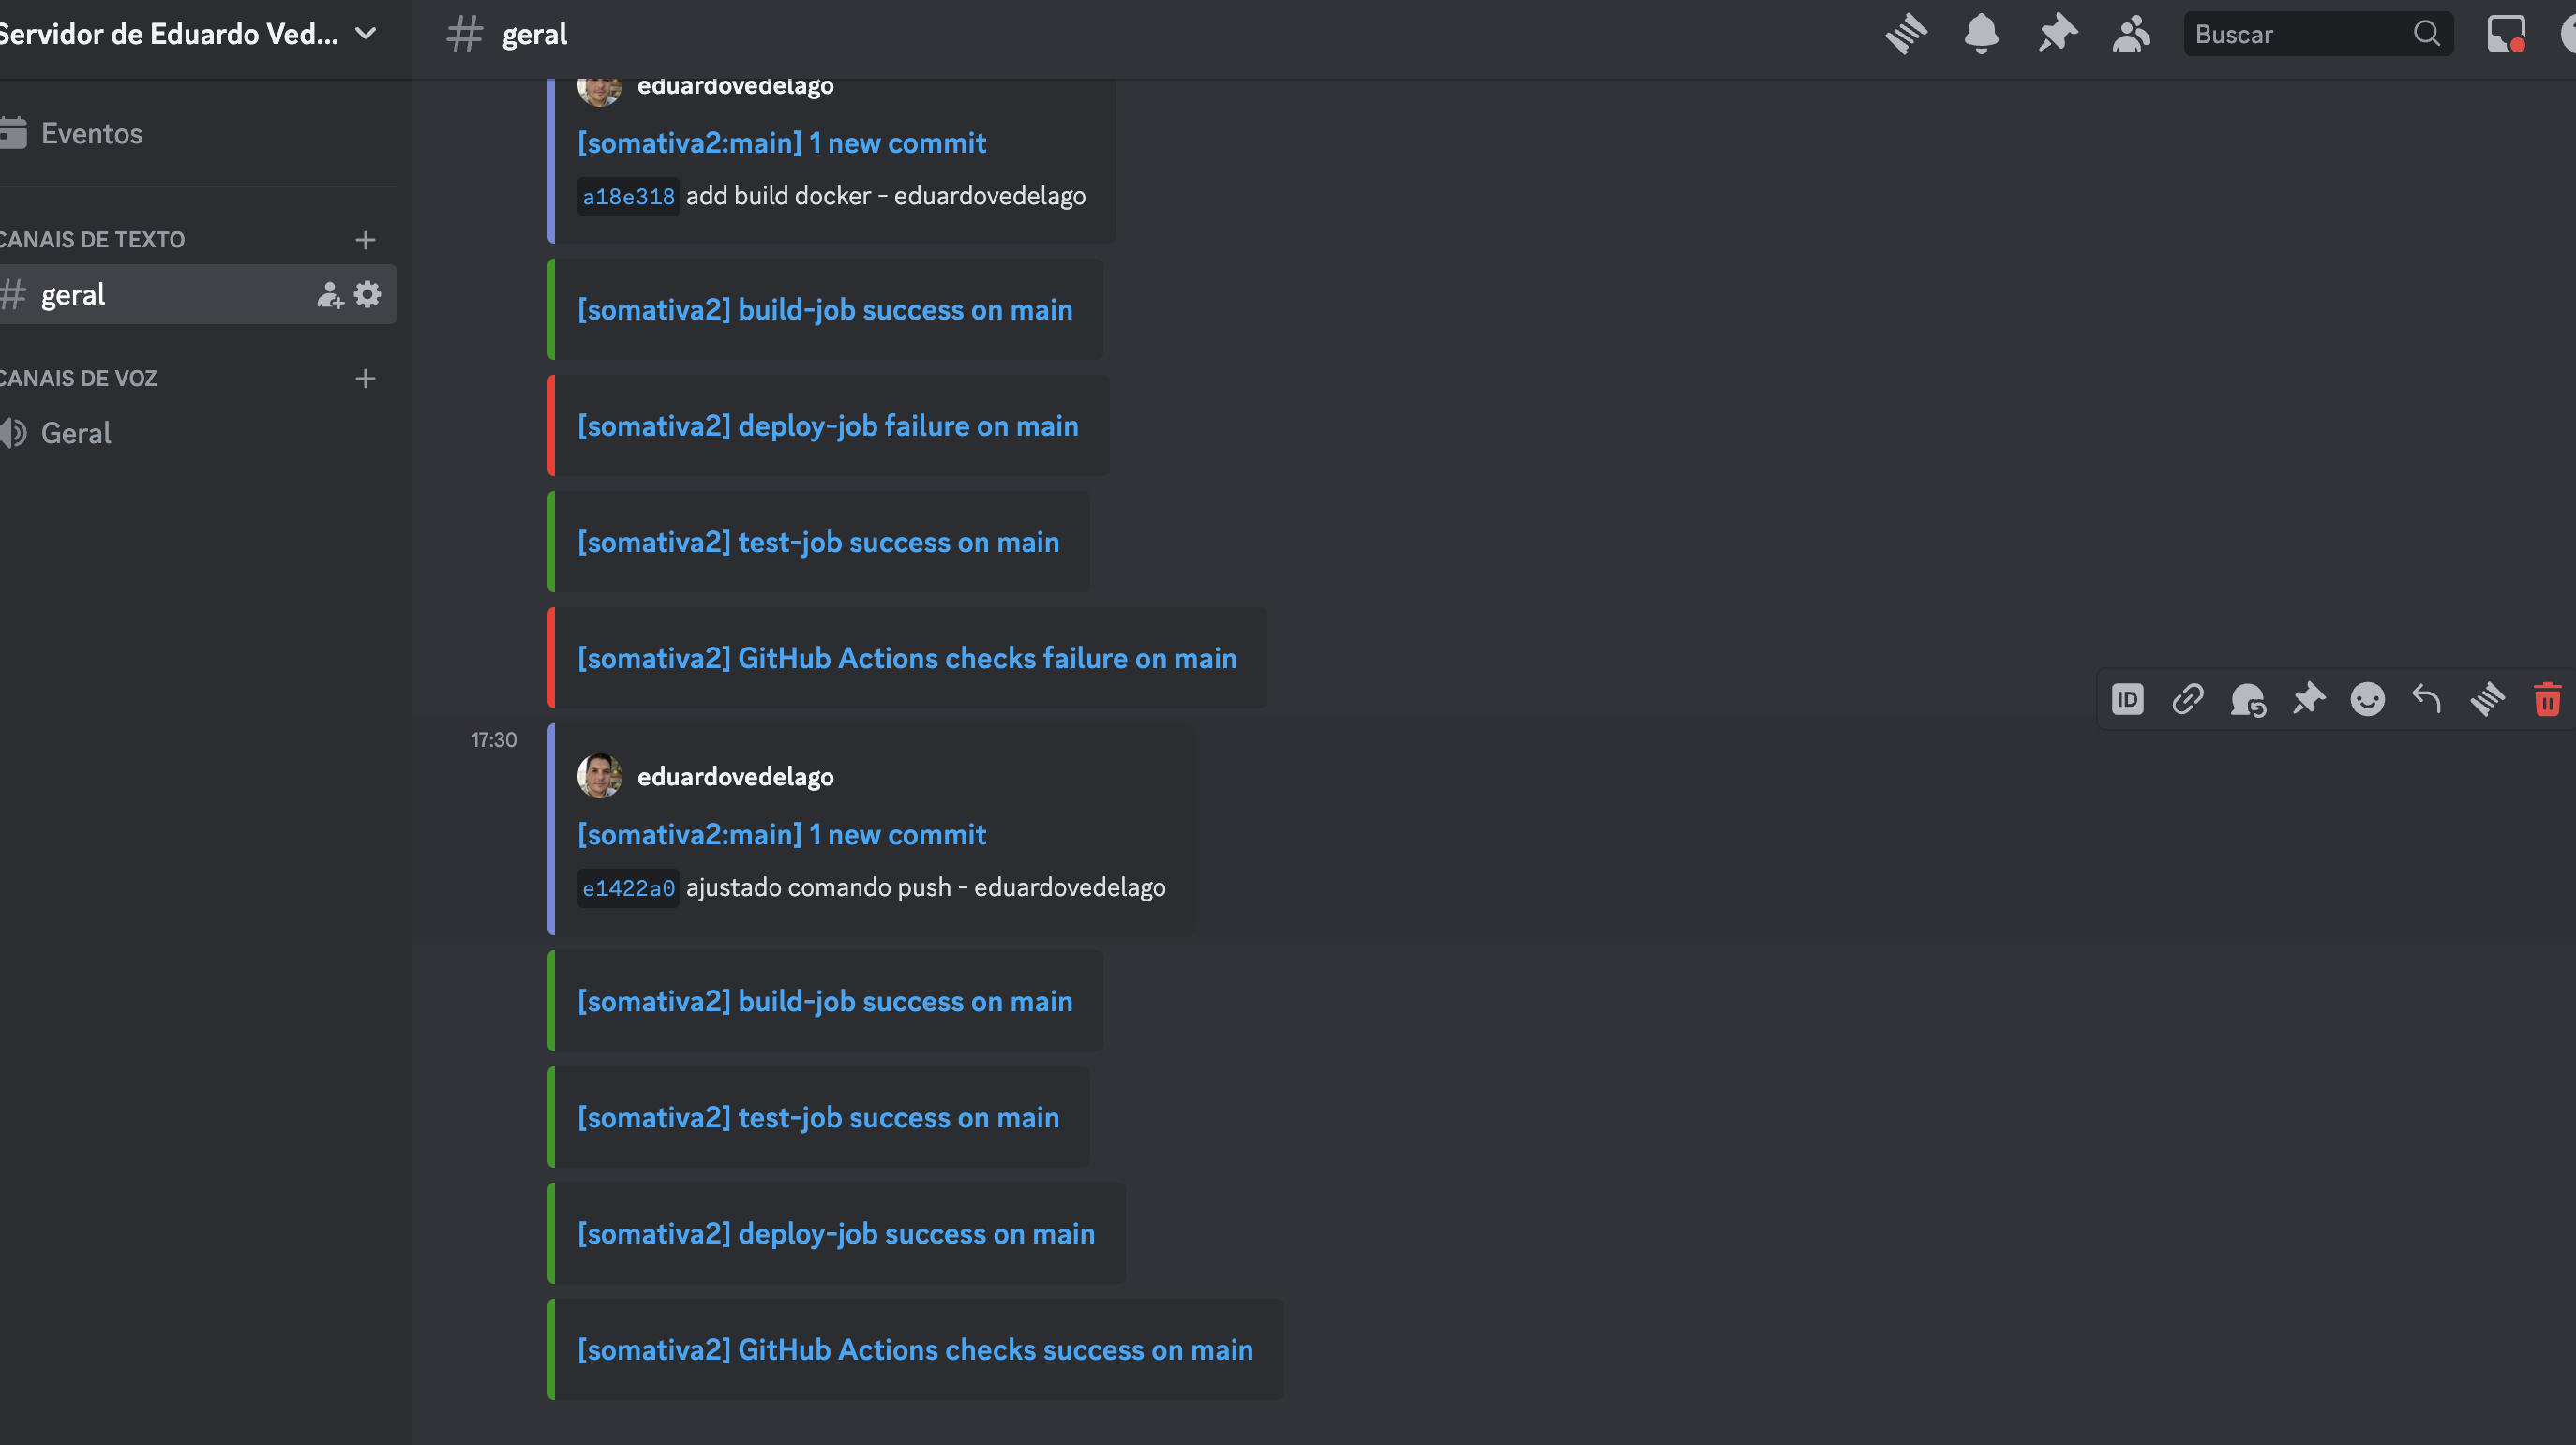 Servidor de Eduardo Ved...
Eventos
CANAIS DE TEXTO
geral
CANAIS DE VOZ
Geral
# geral
Buscar
eduardovedelago
[somativa2:main] 1 new commit
a18e318 add build docker - eduardovedelago
[somativa2] build-job success on main
[somativa2] deploy-job failure on main
[somativa2] test-job success on main
[somativa2] GitHub Actions checks failure on main
ID
17:30
eduardovedelago
[somativa2:main] 1 new commit
e1422a0 ajustado comando push - eduardovedelago
[somativa2] build-job success on main
[somativa2] test-job success on main
[somativa2] deploy-job success on main
[somativa2] GitHub Actions checks success on main